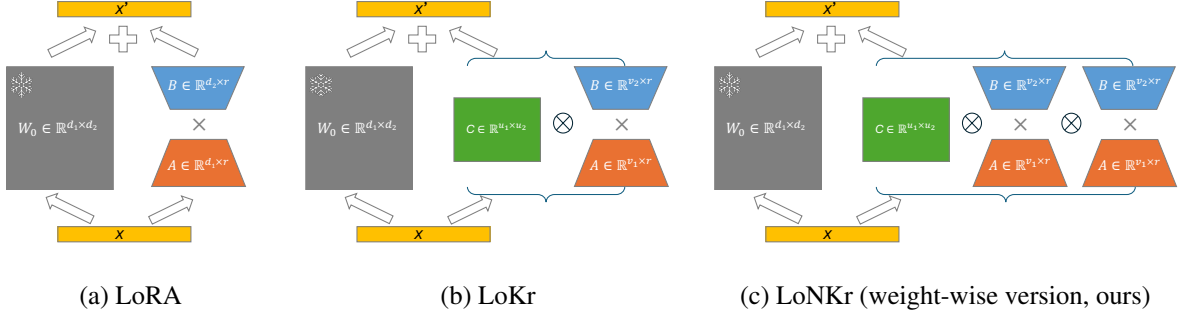 x'
W₀ ∈ ℝ^{d₁×d₂}
B ∈ ℝ^{d₂×r}
×
A ∈ ℝ^{d₁×r}
x
(a) LoRA
x'
W₀ ∈ ℝ^{d₁×d₂}
C ∈ ℝ^{u₁×u₂}
⊗
B ∈ ℝ^{v₂×r}
×
A ∈ ℝ^{v₁×r}
x
(b) LoKr
x'
W₀ ∈ ℝ^{d₁×d₂}
C ∈ ℝ^{u₁×u₂}
⊗
B ∈ ℝ^{v₂×r}
×
A ∈ ℝ^{v₁×r}
⊗
B ∈ ℝ^{v₂×r}
×
A ∈ ℝ^{v₁×r}
x
(c) LoNKr (weight-wise version, ours)